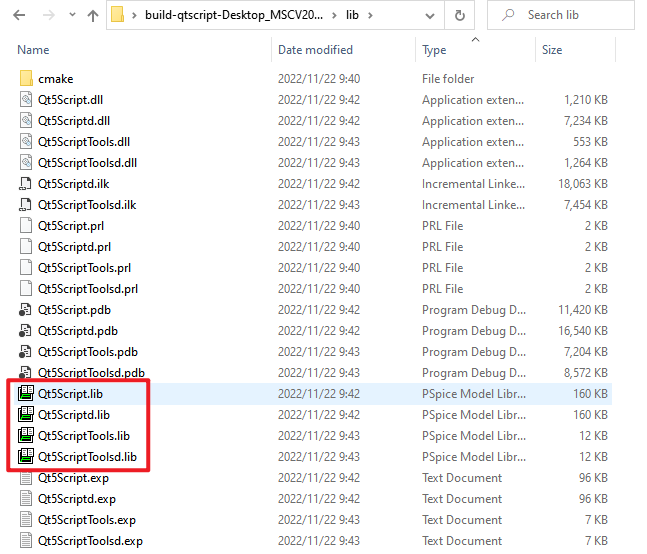 build-qtscript-Desktop_MSCV20... > lib > Search lib
Name Date modified Type Size
cmake 2022/11/22 9:40 File folder
Qt5Script.dll 2022/11/22 9:42 Application exten... 1,210 KB
Qt5Scriptd.dll 2022/11/22 9:42 Application exten... 7,234 KB
Qt5ScriptTools.dll 2022/11/22 9:43 Application exten... 553 KB
Qt5ScriptToolsd.dll 2022/11/22 9:43 Application exten... 1,264 KB
Qt5Scriptd.ilk 2022/11/22 9:42 Incremental Linke... 18,063 KB
Qt5ScriptToolsd.ilk 2022/11/22 9:43 Incremental Linke... 7,454 KB
Qt5Script.prl 2022/11/22 9:40 PRL File 2 KB
Qt5Scriptd.prl 2022/11/22 9:40 PRL File 2 KB
Qt5ScriptTools.prl 2022/11/22 9:40 PRL File 2 KB
Qt5ScriptToolsd.prl 2022/11/22 9:40 PRL File 2 KB
Qt5Script.pdb 2022/11/22 9:42 Program Debug D... 11,420 KB
Qt5Scriptd.pdb 2022/11/22 9:42 Program Debug D... 16,540 KB
Qt5ScriptTools.pdb 2022/11/22 9:43 Program Debug D... 7,204 KB
Qt5ScriptToolsd.pdb 2022/11/22 9:43 Program Debug D... 8,572 KB
Qt5Script.lib 2022/11/22 9:42 PSpice Model Libr... 160 KB
Qt5Scriptd.lib 2022/11/22 9:42 PSpice Model Libr... 160 KB
Qt5ScriptTools.lib 2022/11/22 9:43 PSpice Model Libr... 12 KB
Qt5ScriptToolsd.lib 2022/11/22 9:43 PSpice Model Libr... 12 KB
Qt5Script.exp 2022/11/22 9:42 Text Document 96 KB
Qt5Scriptd.exp 2022/11/22 9:42 Text Document 96 KB
Qt5ScriptTools.exp 2022/11/22 9:43 Text Document 7 KB
Qt5ScriptToolsd.exp 2022/11/22 9:43 Text Document 7 KB